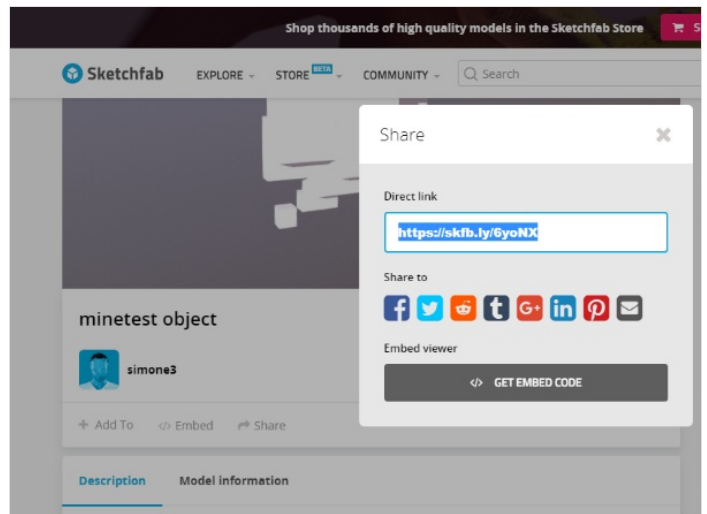 Shop thousands of high quality models in the Sketchfab Store
S
Sketchfab EXPLORE STORE BETA COMMUNITY Search
Share
Direct link
https://skfb.ly/6yoNX
Share to
Embed viewer
</> GET EMBED CODE
minetest object
simone3
+ Add To </> Embed Share
Description Model information